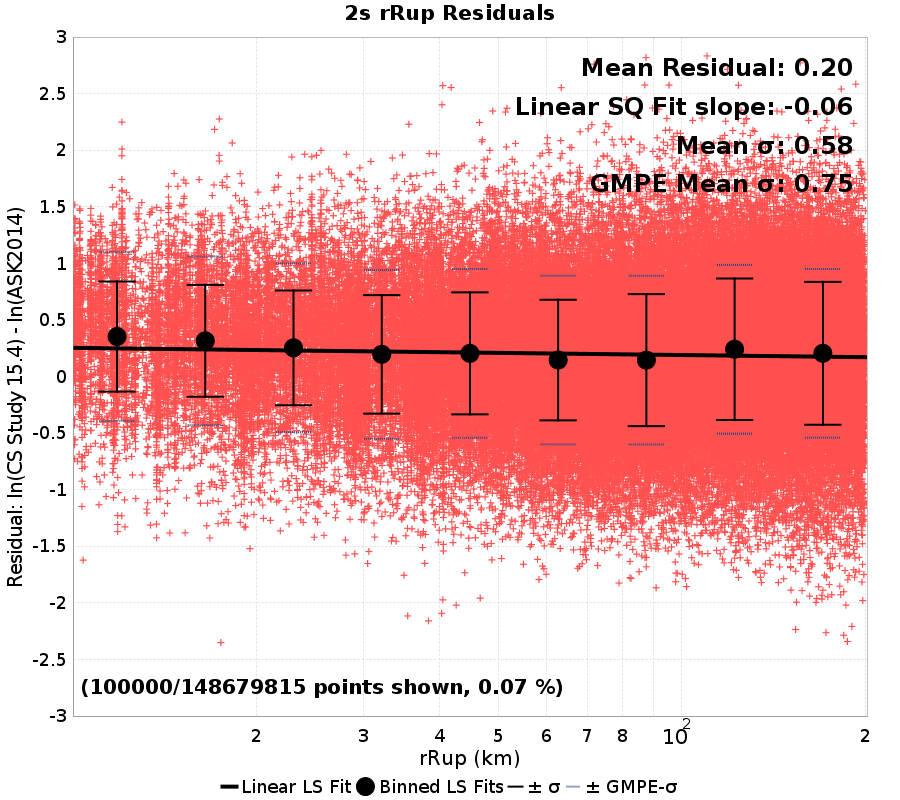 2s rRup Residuals
Residual: ln(CS Study 15.4) - ln(ASK2014)
3
2.5
2
1.5
1
0.5
0
-0.5
-1
-1.5
-2
-2.5
-3
Mean Residual: 0.20
Linear SQ Fit slope: -0.06
Mean σ: 0.58
GMPE Mean σ: 0.75
(100000/148679815 points shown, 0.07 %)
2 3 4 5 6 7 8 10² 2
rRup (km)
Linear LS Fit Binned LS Fits ± σ ± GMPE-σ